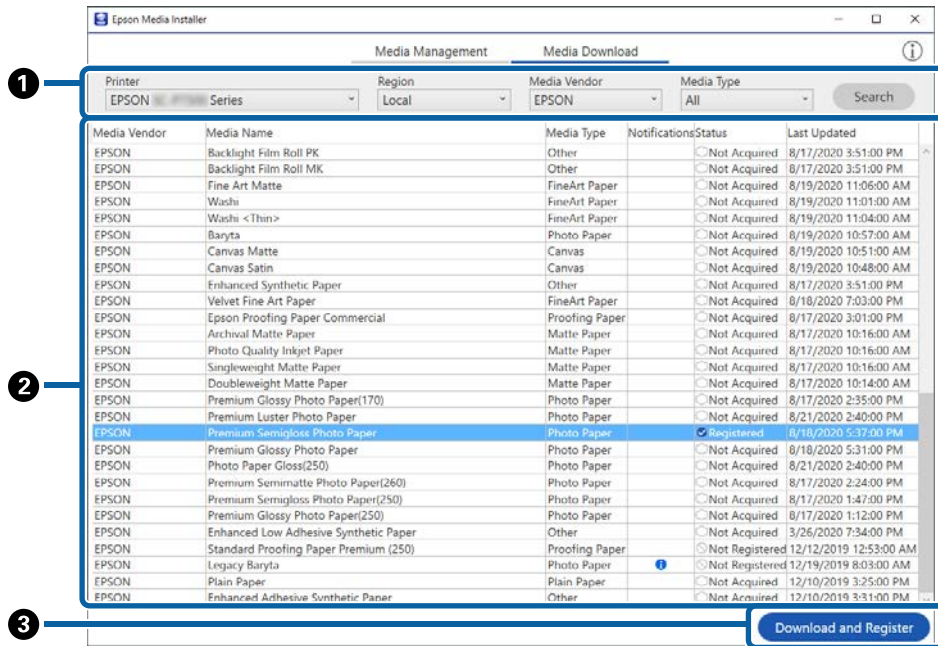 Epson Media Installer
Media Management Media Download
1
Printer Region Media Vendor Media Type
EPSON Series Local EPSON All Search
Media Vendor Media Name Media Type Notifications Status Last Updated
EPSON Backlight Film Roll PK Other Not Acquired 8/17/2020 3:51:00 PM
EPSON Backlight Film Roll MK Other Not Acquired 8/17/2020 3:51:00 PM
EPSON Fine Art Matte FineArt Paper Not Acquired 8/19/2020 11:06:00 AM
EPSON Washi FineArt Paper Not Acquired 8/19/2020 11:01:00 AM
EPSON Washi <Thin> FineArt Paper Not Acquired 8/19/2020 11:04:00 AM
EPSON Baryta Photo Paper Not Acquired 8/19/2020 10:57:00 AM
EPSON Canvas Matte Canvas Not Acquired 8/19/2020 10:51:00 AM
EPSON Canvas Satin Canvas Not Acquired 8/19/2020 10:48:00 AM
EPSON Enhanced Synthetic Paper Other Not Acquired 8/17/2020 3:51:00 PM
EPSON Velvet Fine Art Paper FineArt Paper Not Acquired 8/18/2020 7:03:00 PM
EPSON Epson Proofing Paper Commercial Proofing Paper Not Acquired 8/17/2020 3:01:00 PM
EPSON Archival Matte Paper Matte Paper Not Acquired 8/17/2020 10:16:00 AM
EPSON Photo Quality Inkjet Paper Matte Paper Not Acquired 8/17/2020 10:16:00 AM
EPSON Singleweight Matte Paper Matte Paper Not Acquired 8/17/2020 10:16:00 AM
2
EPSON Doubleweight Matte Paper Matte Paper Not Acquired 8/17/2020 10:14:00 AM
EPSON Premium Glossy Photo Paper(170) Photo Paper Not Acquired 8/17/2020 2:35:00 PM
EPSON Premium Luster Photo Paper Photo Paper Not Acquired 8/21/2020 2:40:00 PM
EPSON Premium Semigloss Photo Paper Photo Paper Registered 8/18/2020 5:37:00 PM
EPSON Premium Glossy Photo Paper Photo Paper Not Acquired 8/18/2020 5:31:00 PM
EPSON Photo Paper Gloss(250) Photo Paper Not Acquired 8/21/2020 2:40:00 PM
EPSON Premium Semimatte Photo Paper(260) Photo Paper Not Acquired 8/17/2020 2:24:00 PM
EPSON Premium Semigloss Photo Paper(250) Photo Paper Not Acquired 8/17/2020 1:47:00 PM
EPSON Premium Glossy Photo Paper(250) Photo Paper Not Acquired 8/17/2020 1:12:00 PM
EPSON Enhanced Low Adhesive Synthetic Paper Other Not Acquired 3/26/2020 7:34:00 PM
EPSON Standard Proofing Paper Premium (250) Proofing Paper Not Registered 12/12/2019 12:53:00 AM
EPSON Legacy Baryta Photo Paper Not Registered 12/19/2019 8:03:00 AM
EPSON Plain Paper Plain Paper Not Acquired 12/10/2019 3:25:00 PM
EPSON Enhanced Adhesive Synthetic Paper Other Not Acquired 12/10/2019 3:31:00 PM
3
Download and Register